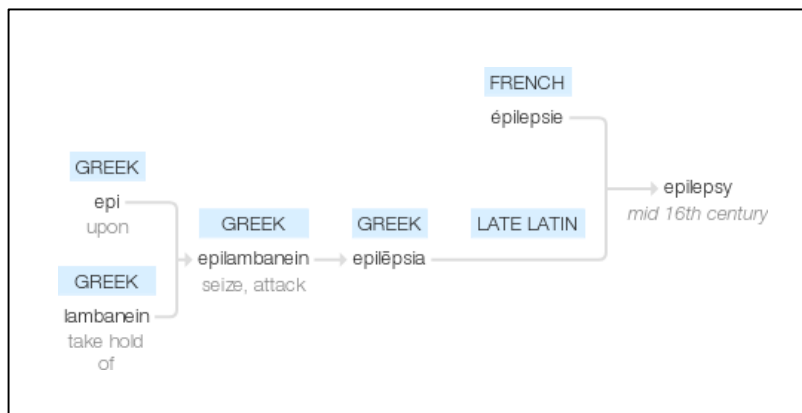 FRENCH
épilepsie
GREEK
epi
upon
epilepsy
mid 16th century
GREEK
GREEK
LATE LATIN
epilambanein
epilēpsia
seize, attack
GREEK
lambanein
take hold
of